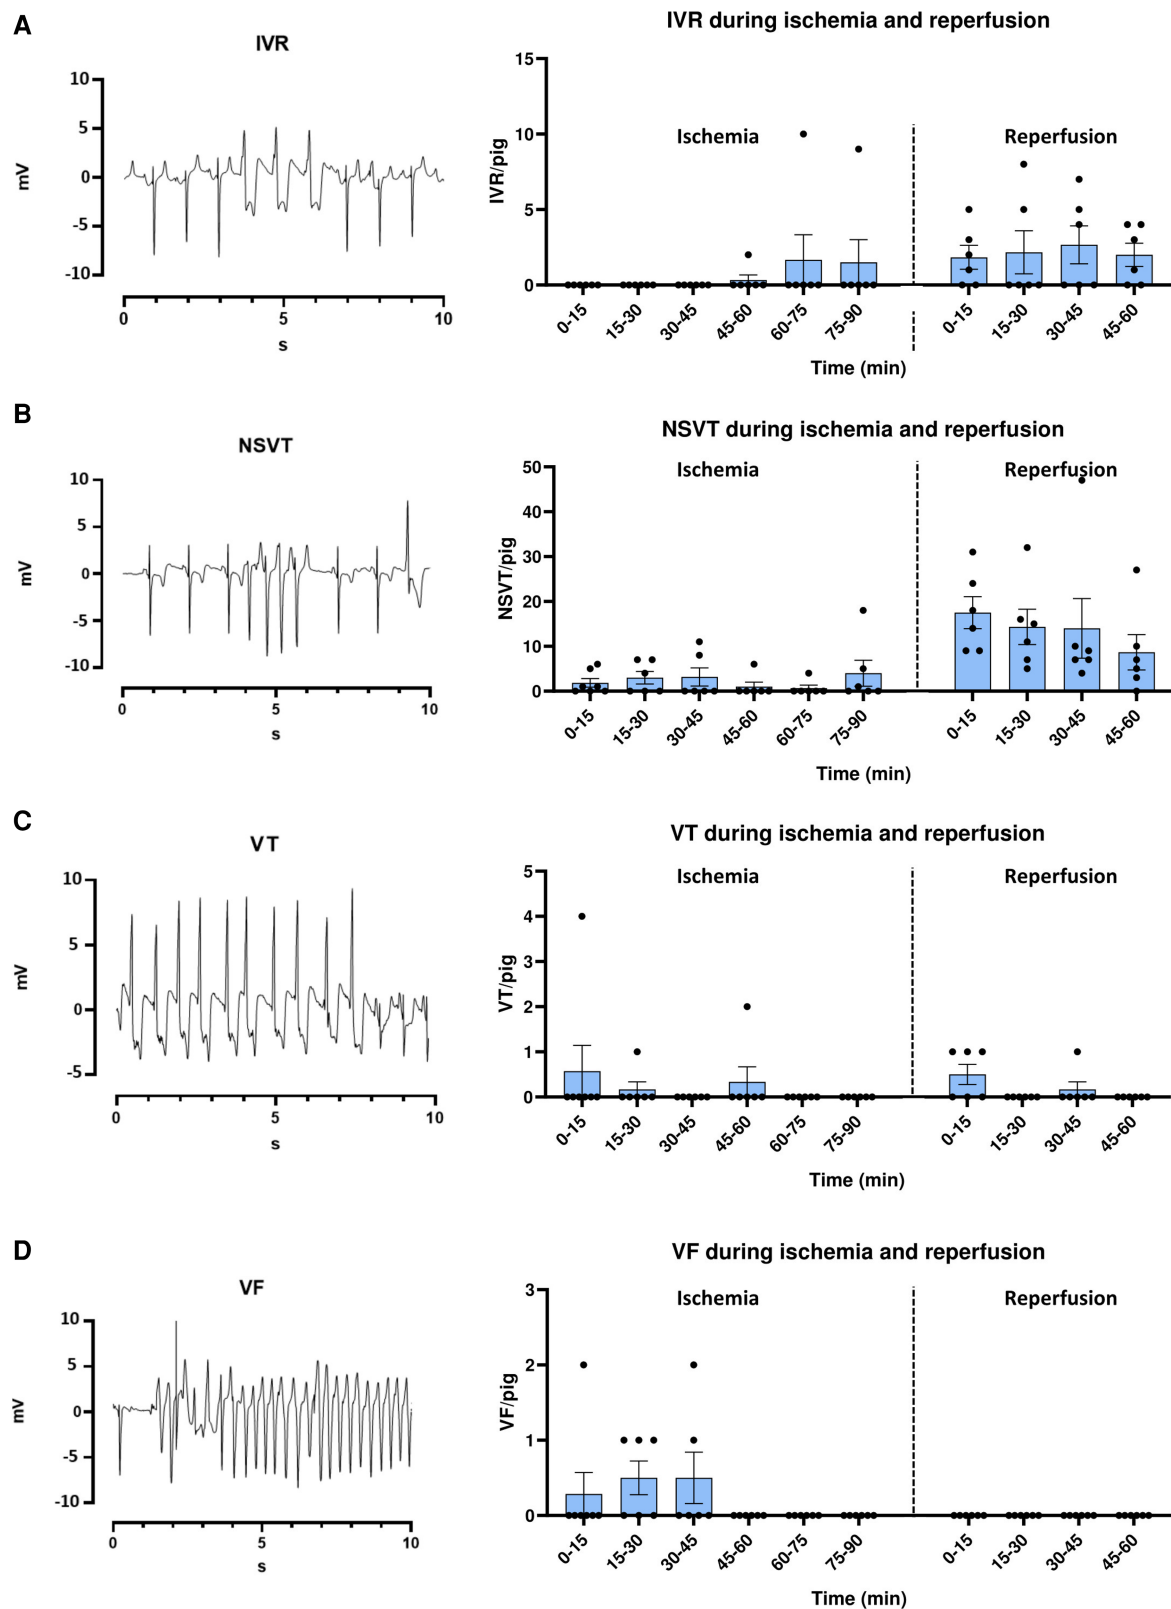 A
IVR
10
5
0
-5
-10
mV
0 5 10
s
IVR during ischemia and reperfusion
15
10
5
0
IVR/pig
Ischemia
Reperfusion
0-15 15-30 30-45 45-60 60-75 75-90 0-15 15-30 30-45 45-60
Time (min)
B
NSVT
10
5
0
-5
-10
mV
0 5 10
s
NSVT during ischemia and reperfusion
50
40
30
20
10
0
NSVT/pig
Ischemia
Reperfusion
0-15 15-30 30-45 45-60 60-75 75-90 0-15 15-30 30-45 45-60
Time (min)
C
VT
10
5
0
-5
mV
0 5 10
s
VT during ischemia and reperfusion
5
4
3
2
1
0
VT/pig
Ischemia
Reperfusion
0-15 15-30 30-45 45-60 60-75 75-90 0-15 15-30 30-45 45-60
Time (min)
D
VF
10
5
0
-5
-10
mV
0 5 10
s
VF during ischemia and reperfusion
3
2
1
0
VF/pig
Ischemia
Reperfusion
0-15 15-30 30-45 45-60 60-75 75-90 0-15 15-30 30-45 45-60
Time (min)